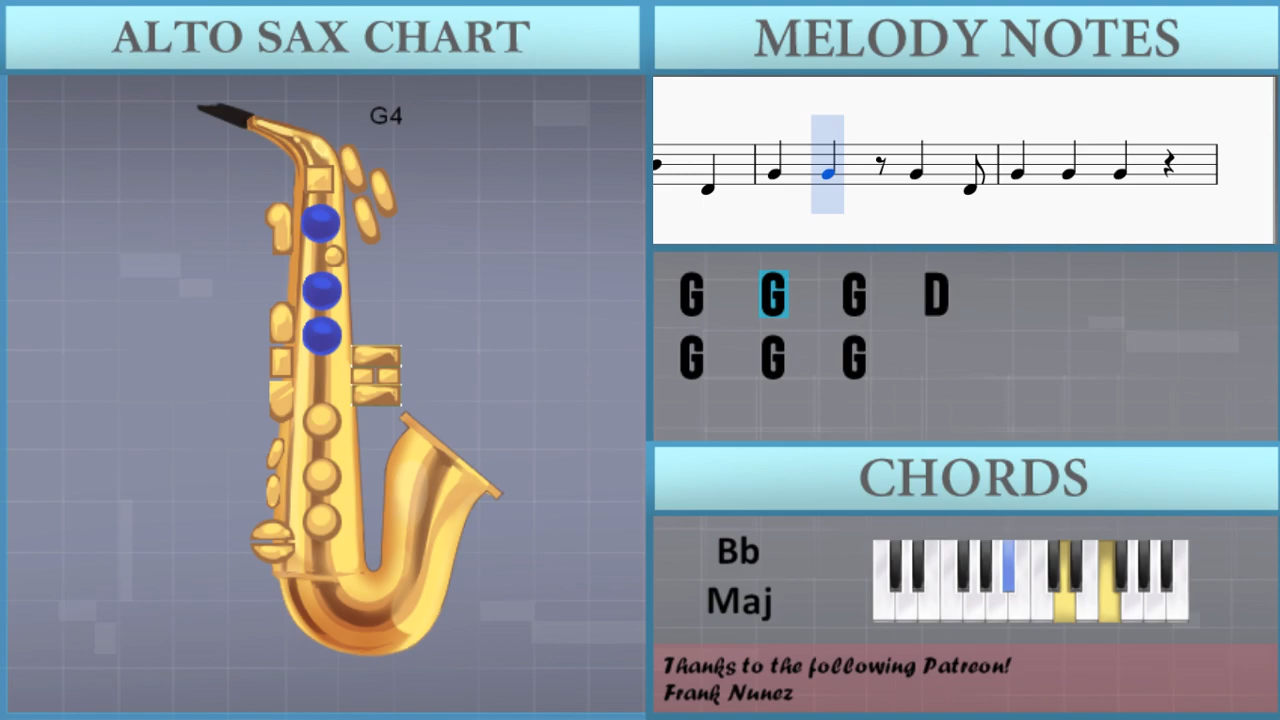 ALTO SAX CHART
G4
MELODY NOTES
G G G D
G G G
CHORDS
Bb
Maj
Thanks to the following Patreon!
Frank Nunez